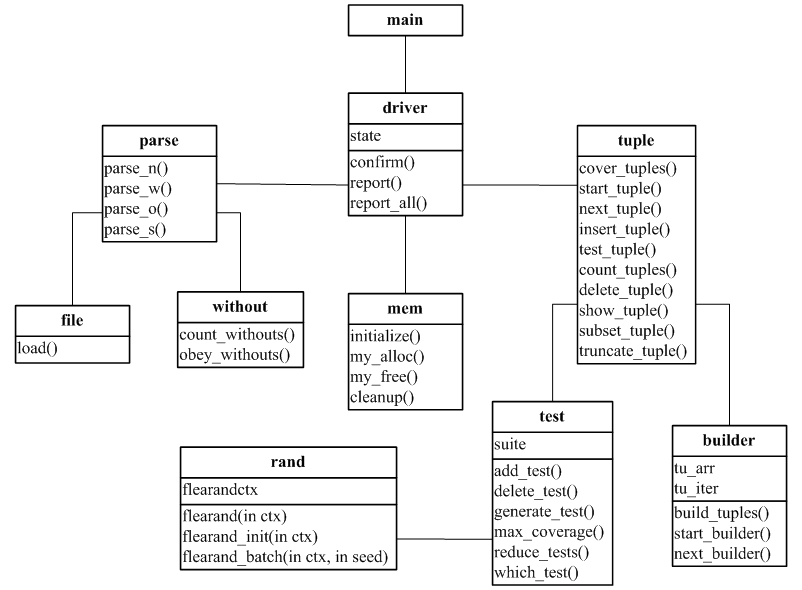 main
driver
state
confirm()
report()
report_all()
parse
parse_n()
parse_w()
parse_o()
parse_s()
tuple
cover_tuples()
start_tuple()
next_tuple()
insert_tuple()
test_tuple()
count_tuples()
delete_tuple()
show_tuple()
subset_tuple()
truncate_tuple()
file
load()
without
count_withouts()
obey_withouts()
mem
initialize()
my_alloc()
my_free()
cleanup()
test
suite
add_test()
delete_test()
generate_test()
max_coverage()
reduce_tests()
which_test()
builder
tu_arr
tu_iter
build_tuples()
start_builder()
next_builder()
rand
flearandctx
flearand(in ctx)
flearand_init(in ctx)
flearand_batch(in ctx, in seed)